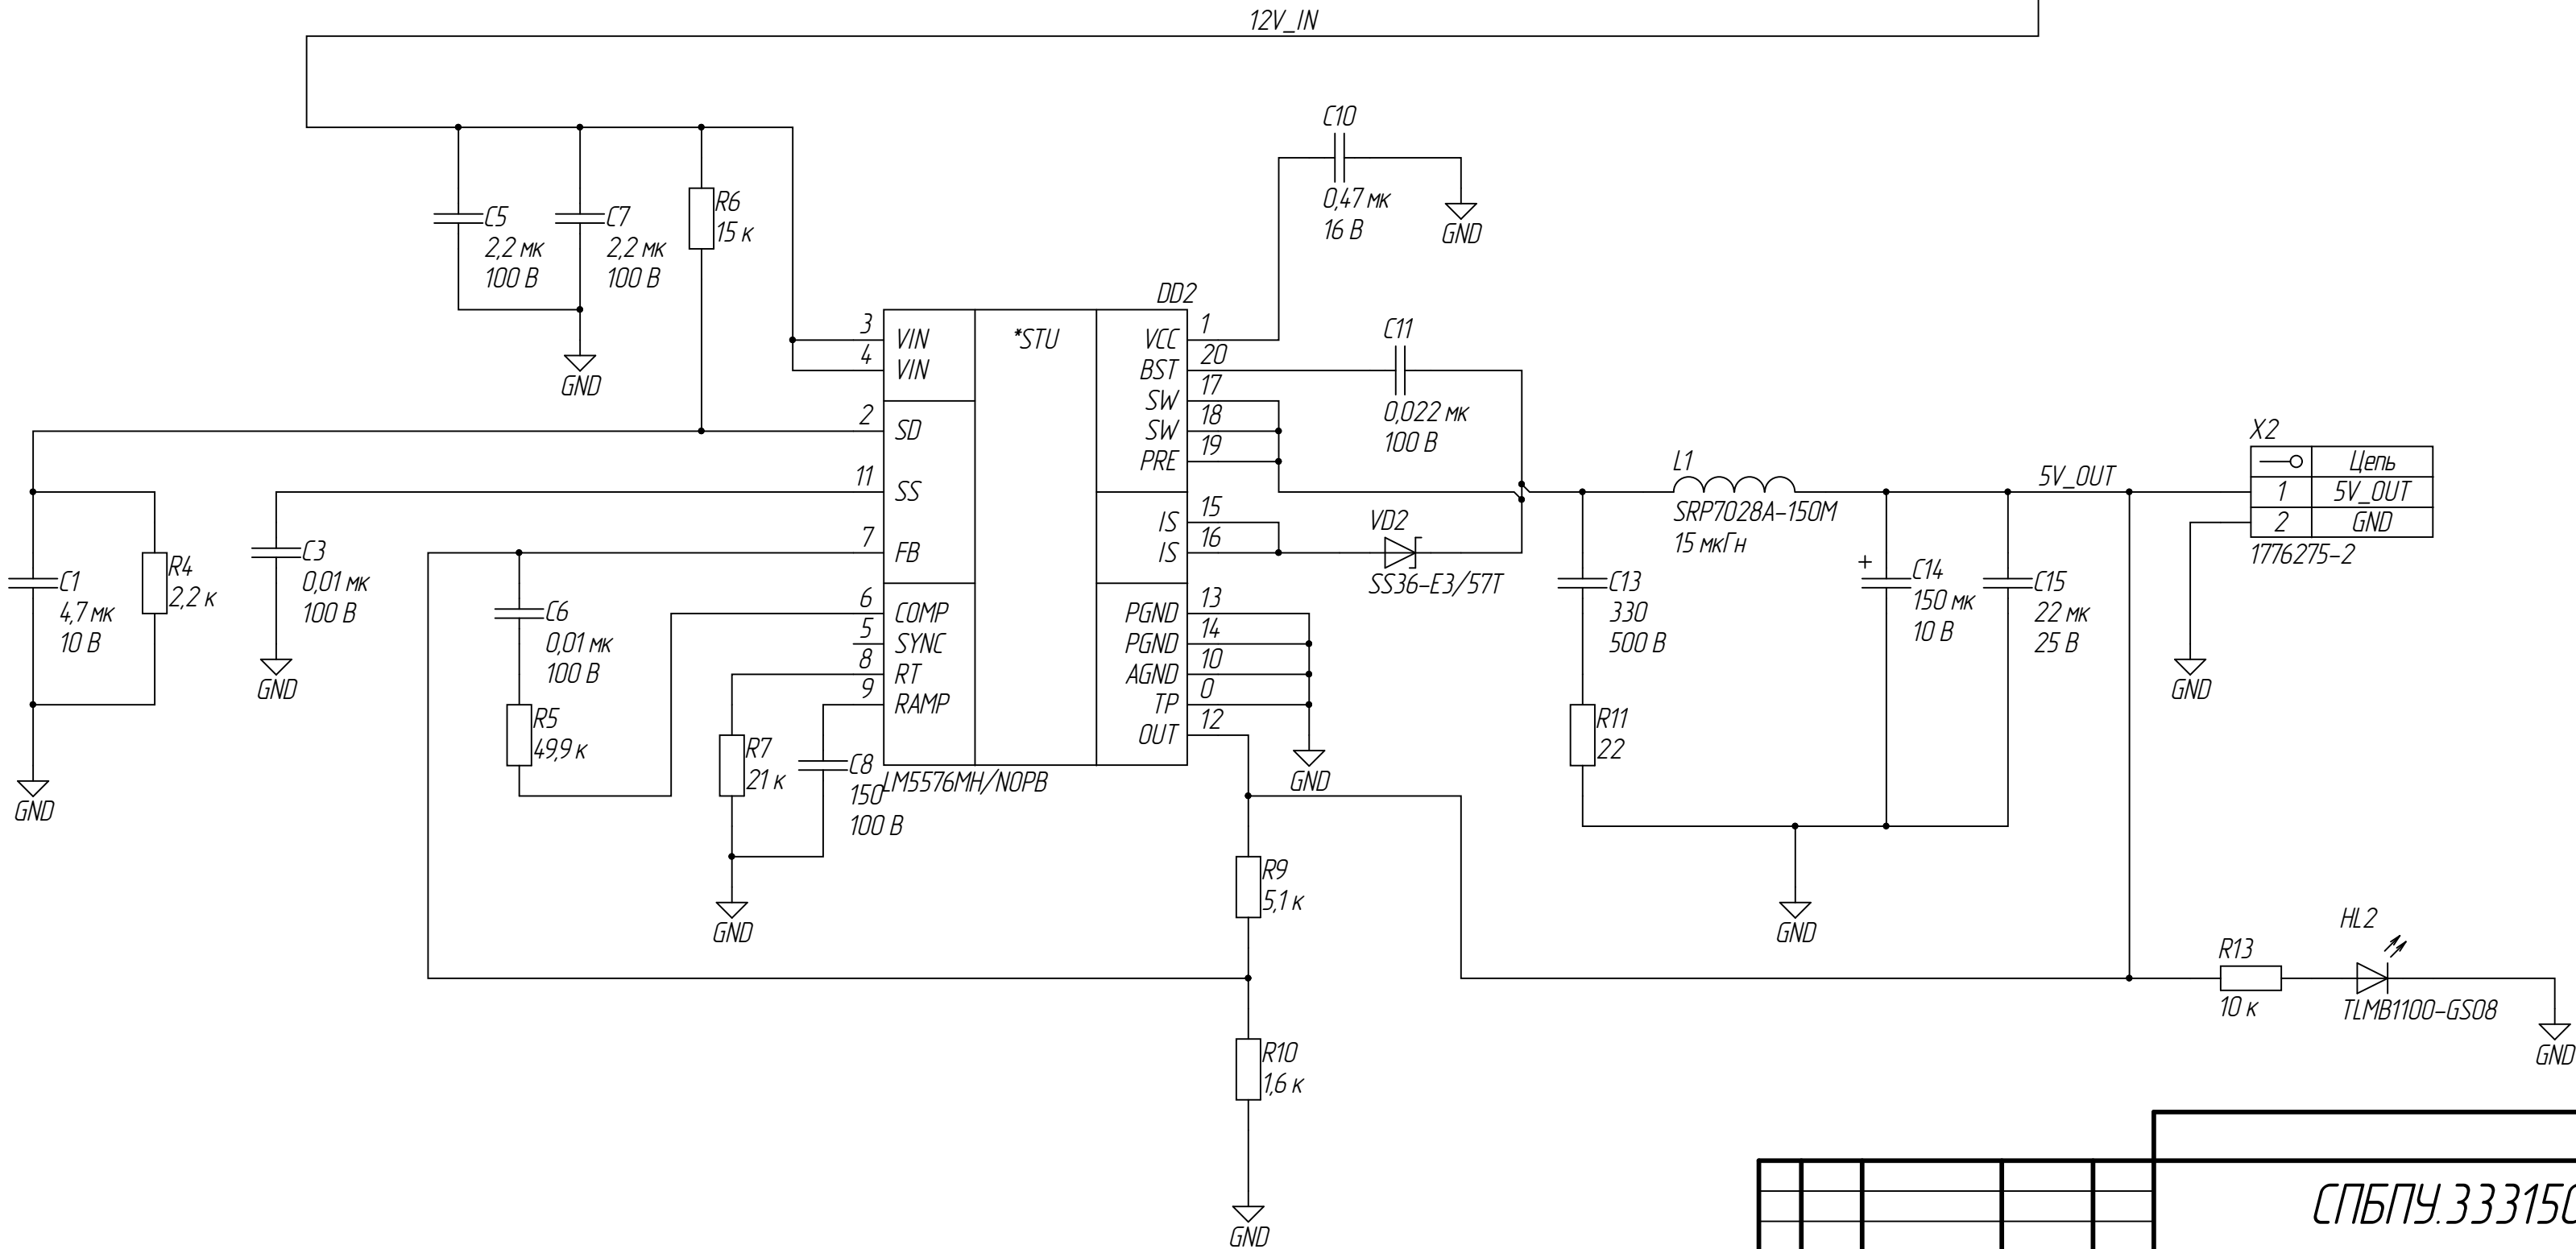 12V_IN
C10
0,47 мк
16 В
GND
C5
2,2 мк
100 В
C7
2,2 мк
100 В
R6
15 к
GND
DD2
*STU
3
VIN
4
VIN
2
SD
11
SS
7
FB
6
COMP
5
SYNC
8
RT
9
RAMP
VCC
1
BST
20
SW
17
SW
18
PRE
19
IS
15
IS
16
PGND
13
PGND
14
AGND
10
TP
0
OUT
12
LM5576MH/NOPB
C11
0,022 мк
100 В
VD2
SS36-E3/57T
L1
SRP7028A-150M
15 мкГн
5V_OUT
X2
Цепь
1
5V_OUT
2
GND
1776275-2
GND
C1
4,7 мк
10 В
R4
2,2 к
GND
C3
0,01 мк
100 В
GND
C6
0,01 мк
100 В
R5
49,9 к
R7
21 к
C8
150
100 В
GND
GND
C13
330
500 В
R11
22
+
C14
150 мк
10 В
C15
22 мк
25 В
GND
R9
5,1 к
R10
1,6 к
GND
R13
10 к
HL2
TLMB1100-GS08
GND